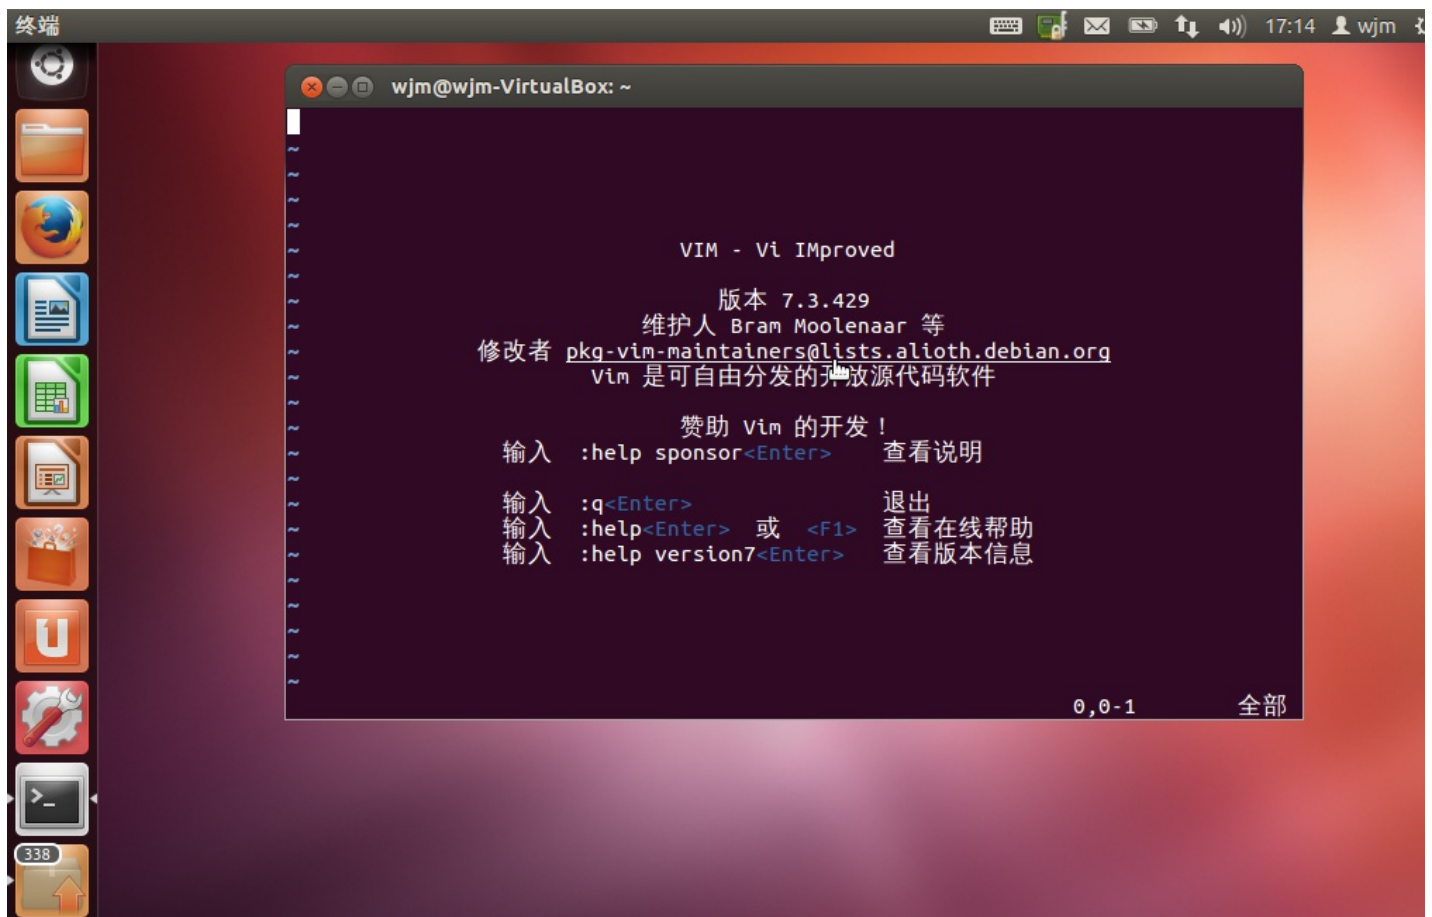 终端
17:14 wjm
wjm@wjm-VirtualBox: ~
~
~
~
~
~ VIM - Vi IMproved
~
~ 版本 7.3.429
~ 维护人 Bram Moolenaar 等
~ 修改者 pkg-vim-maintainers@lists.alioth.debian.org
~ Vim 是可自由分发的开放源代码软件
~
~ 赞助 Vim 的开发！
~ 输入 :help sponsor<Enter> 查看说明
~
~ 输入 :q<Enter> 退出
~ 输入 :help<Enter> 或 <F1> 查看在线帮助
~ 输入 :help version7<Enter> 查看版本信息
~
~
~
~
~
0,0-1 全部
338